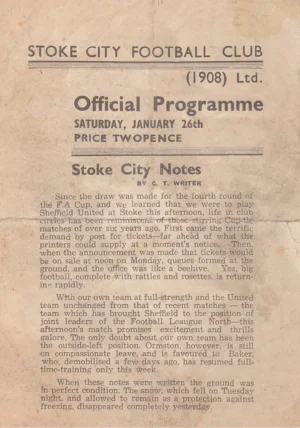 STOKE CITY FOOTBALL CLUB
(1908) Ltd.
Official Programme
SATURDAY, JANUARY 26th
PRICE TWOPENCE
Stoke City Notes
BY C. T. WRITER
Since the draw was made for the fourth round of
the F.A Cup, and we learned that we were to play
Sheffield United at Stoke this afternoon, life in club
circles has been reminiscent of those stirring Cup-tie
matches of over six years ago. First came the terrific
demand by post for tickets—far ahead of what the
printers could supply at a moment's notice. Then,
when the announcement was made that tickets would
be on sale at noon on Monday, queues formed at the
ground, and the office was like a beehive. Yes, big
football, complete with rattles and rosettes, is return-
ing rapidly.
With our own team at full-strength and the United
team unchanged from that of recent matches — the
team which has brought Sheffield to the position of
joint leaders of the Football League North—this
afternoon's match promises excitement and thrills
galore. The only doubt about our own team has been
the outside-left position. Ormston, however, is still
on compassionate leave, and is favoured to Baker,
who, demobilised a few days ago, has resumed full-
time-training only this week.
When these notes were written the ground was
in perfect condition. The snow, which fell on Tuesday
night, and allowed to remain as a protection against
freezing, disappeared completely yesterday.